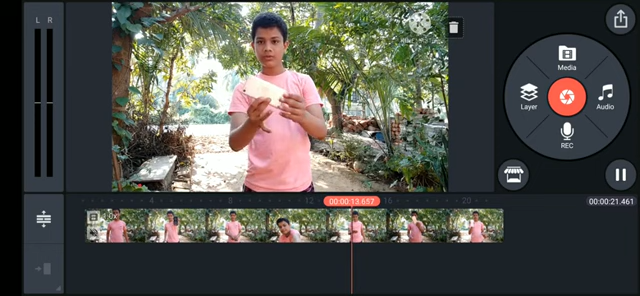 L R
Media
Layer
Audio
REC
4 8 12 16 20
00:00:13.657
00:00:21.461